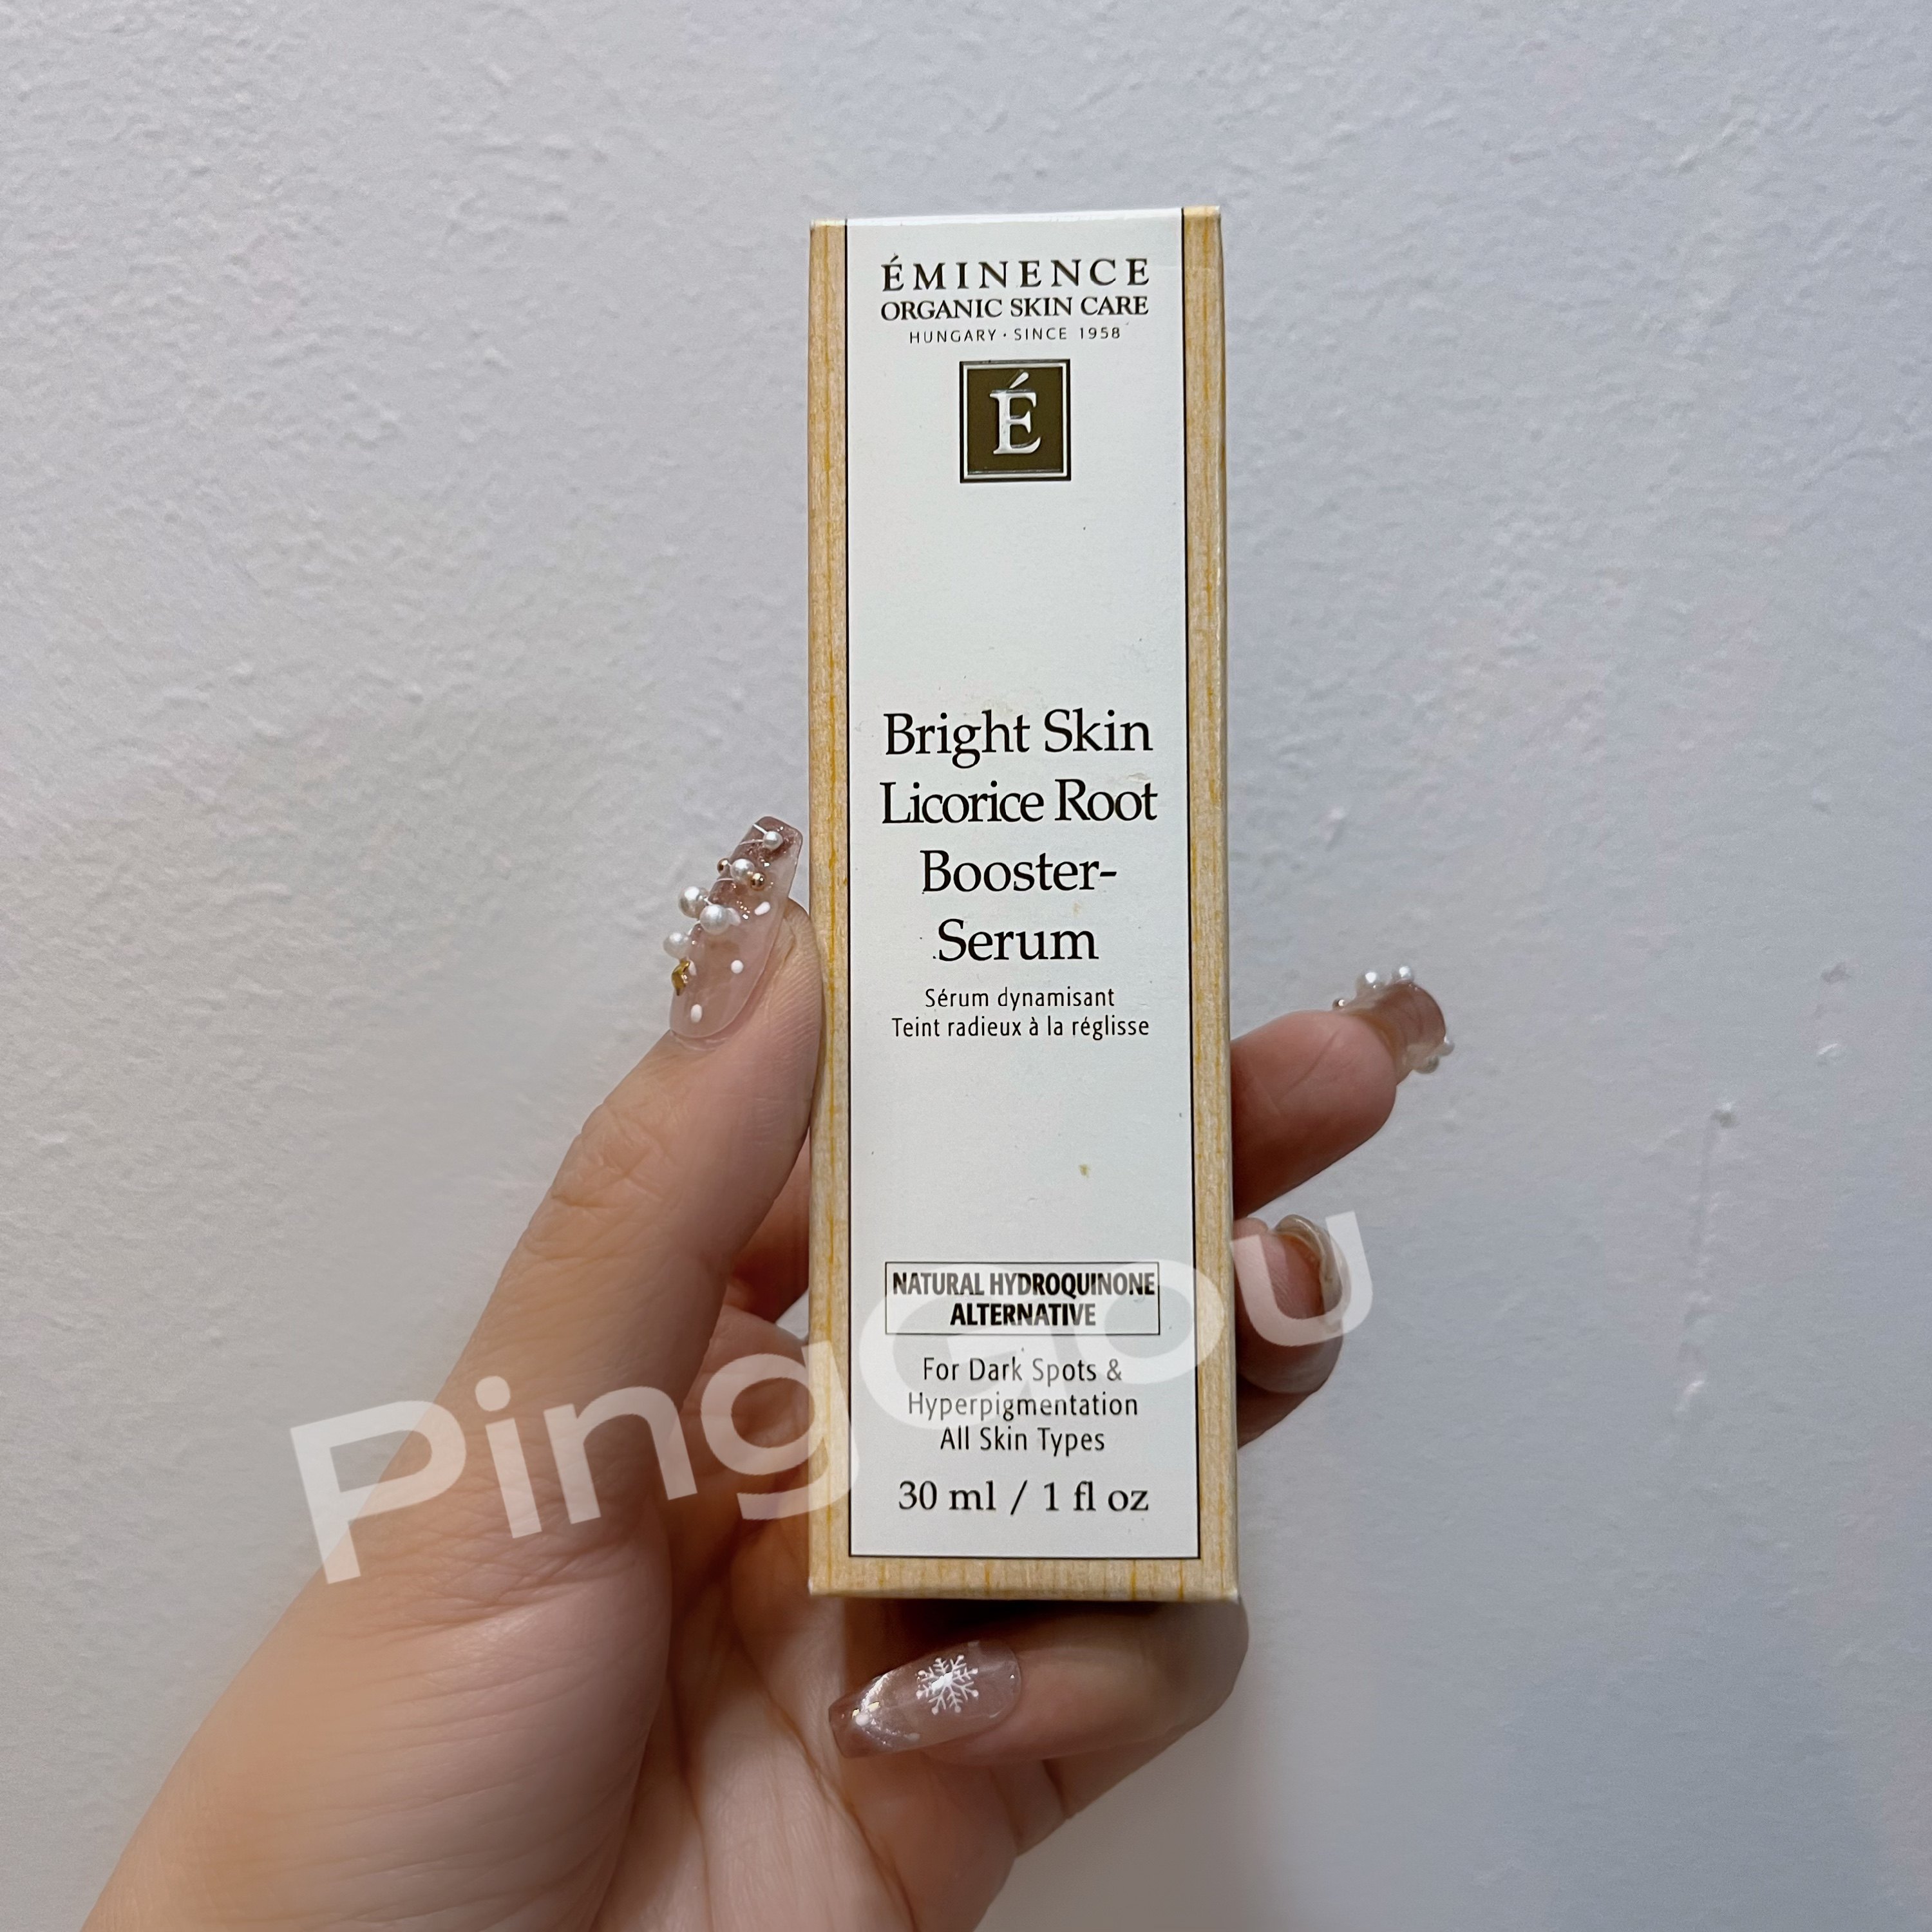 ÉMINENCE
ORGANIC SKIN CARE
HUNGARY · SINCE 1958
É
Bright Skin
Licorice Root
Booster-
Serum
Sérum dynamisant
Teint radieux à la réglisse
NATURAL HYDROQUINONE
ALTERNATIVE
For Dark Spots &
Hyperpigmentation
All Skin Types
30 ml / 1 fl oz
PingGou